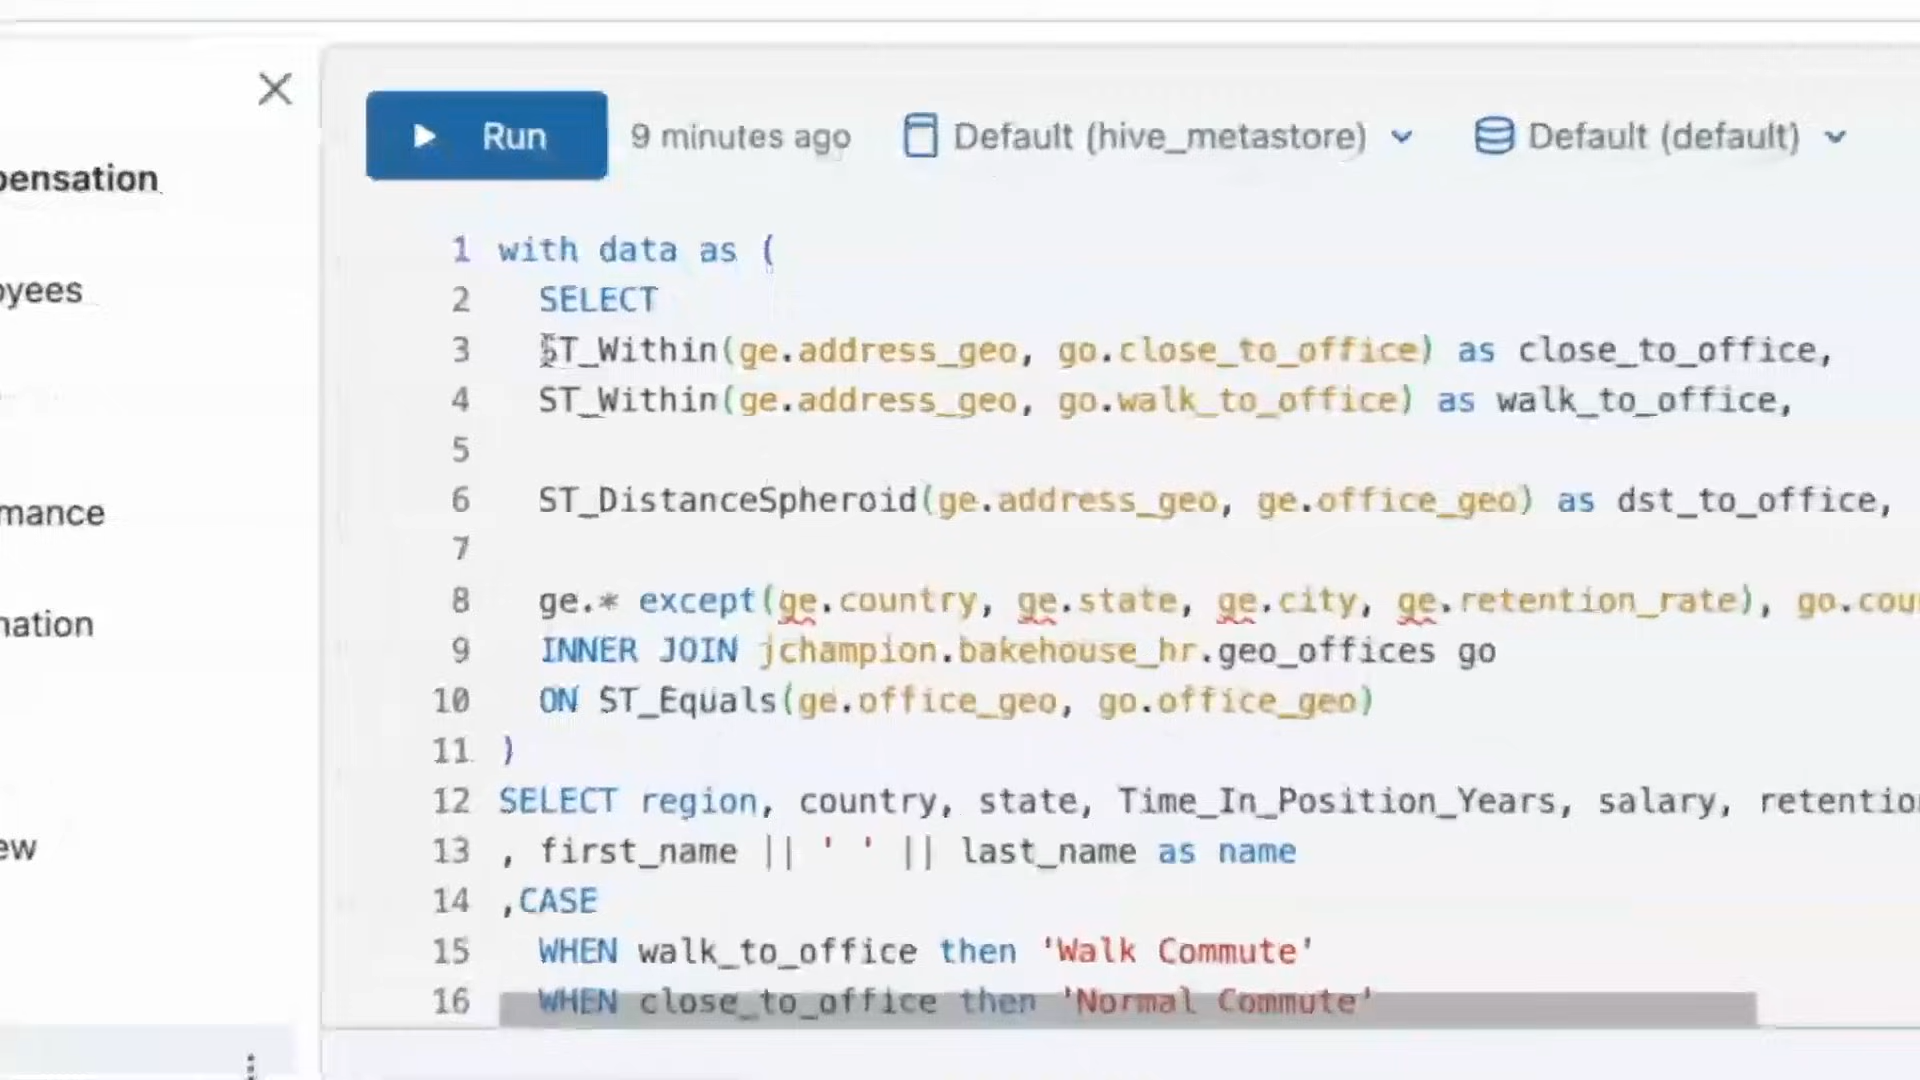 Run 9 minutes ago Default (hive_metastore) Default (default)
pensation
oyees
mance
nation
ew
1 with data as (
2 SELECT
3 ST_Within(ge.address_geo, go.close_to_office) as close_to_office,
4 ST_Within(ge.address_geo, go.walk_to_office) as walk_to_office,
5
6 ST_DistanceSpheroid(ge.address_geo, ge.office_geo) as dst_to_office,
7
8 ge.* except(ge.country, ge.state, ge.city, ge.retention_rate), go.cou
9 INNER JOIN jchampion.bakehouse_hr.geo_offices go
10 ON ST_Equals(ge.office_geo, go.office_geo)
11 )
12 SELECT region, country, state, Time_In_Position_Years, salary, retentio
13 , first_name || ' ' || last_name as name
14 ,CASE
15 WHEN walk_to_office then 'Walk Commute'
16 WHEN close_to_office then 'Normal Commute'